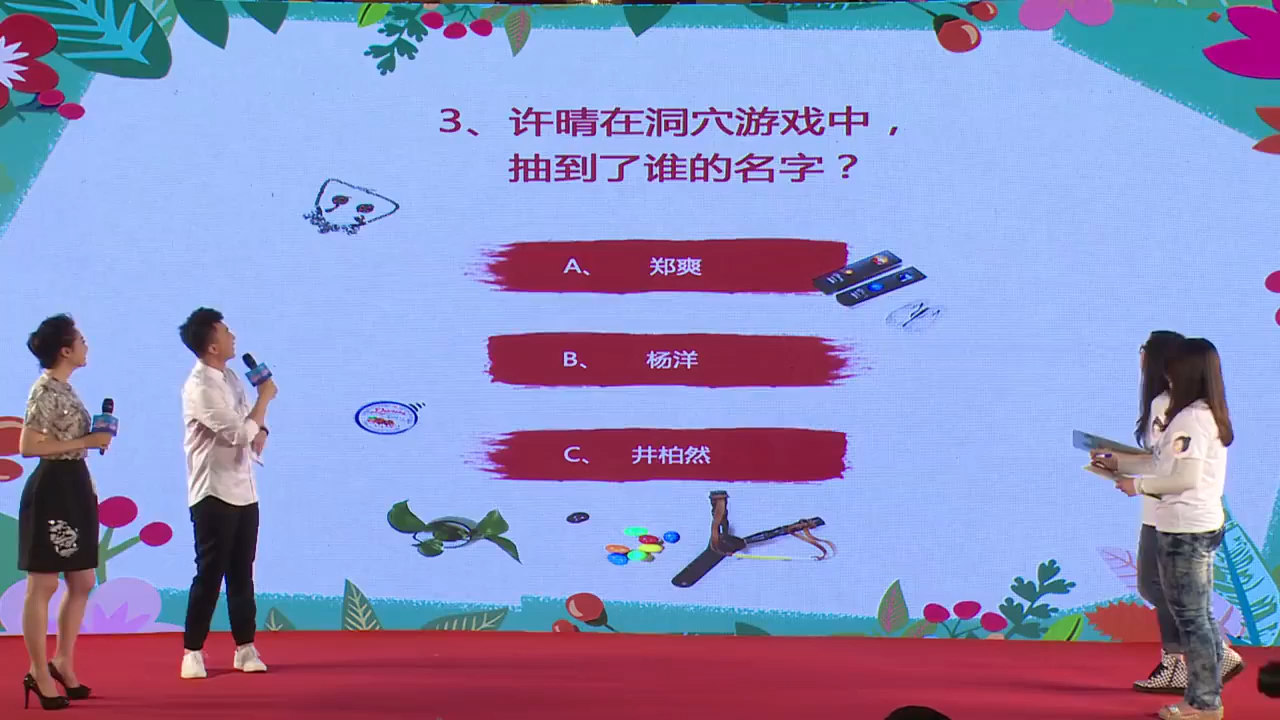 3、许晴在洞穴游戏中，
抽到了谁的名字？
A、 郑爽
B、 杨洋
C、 井柏然